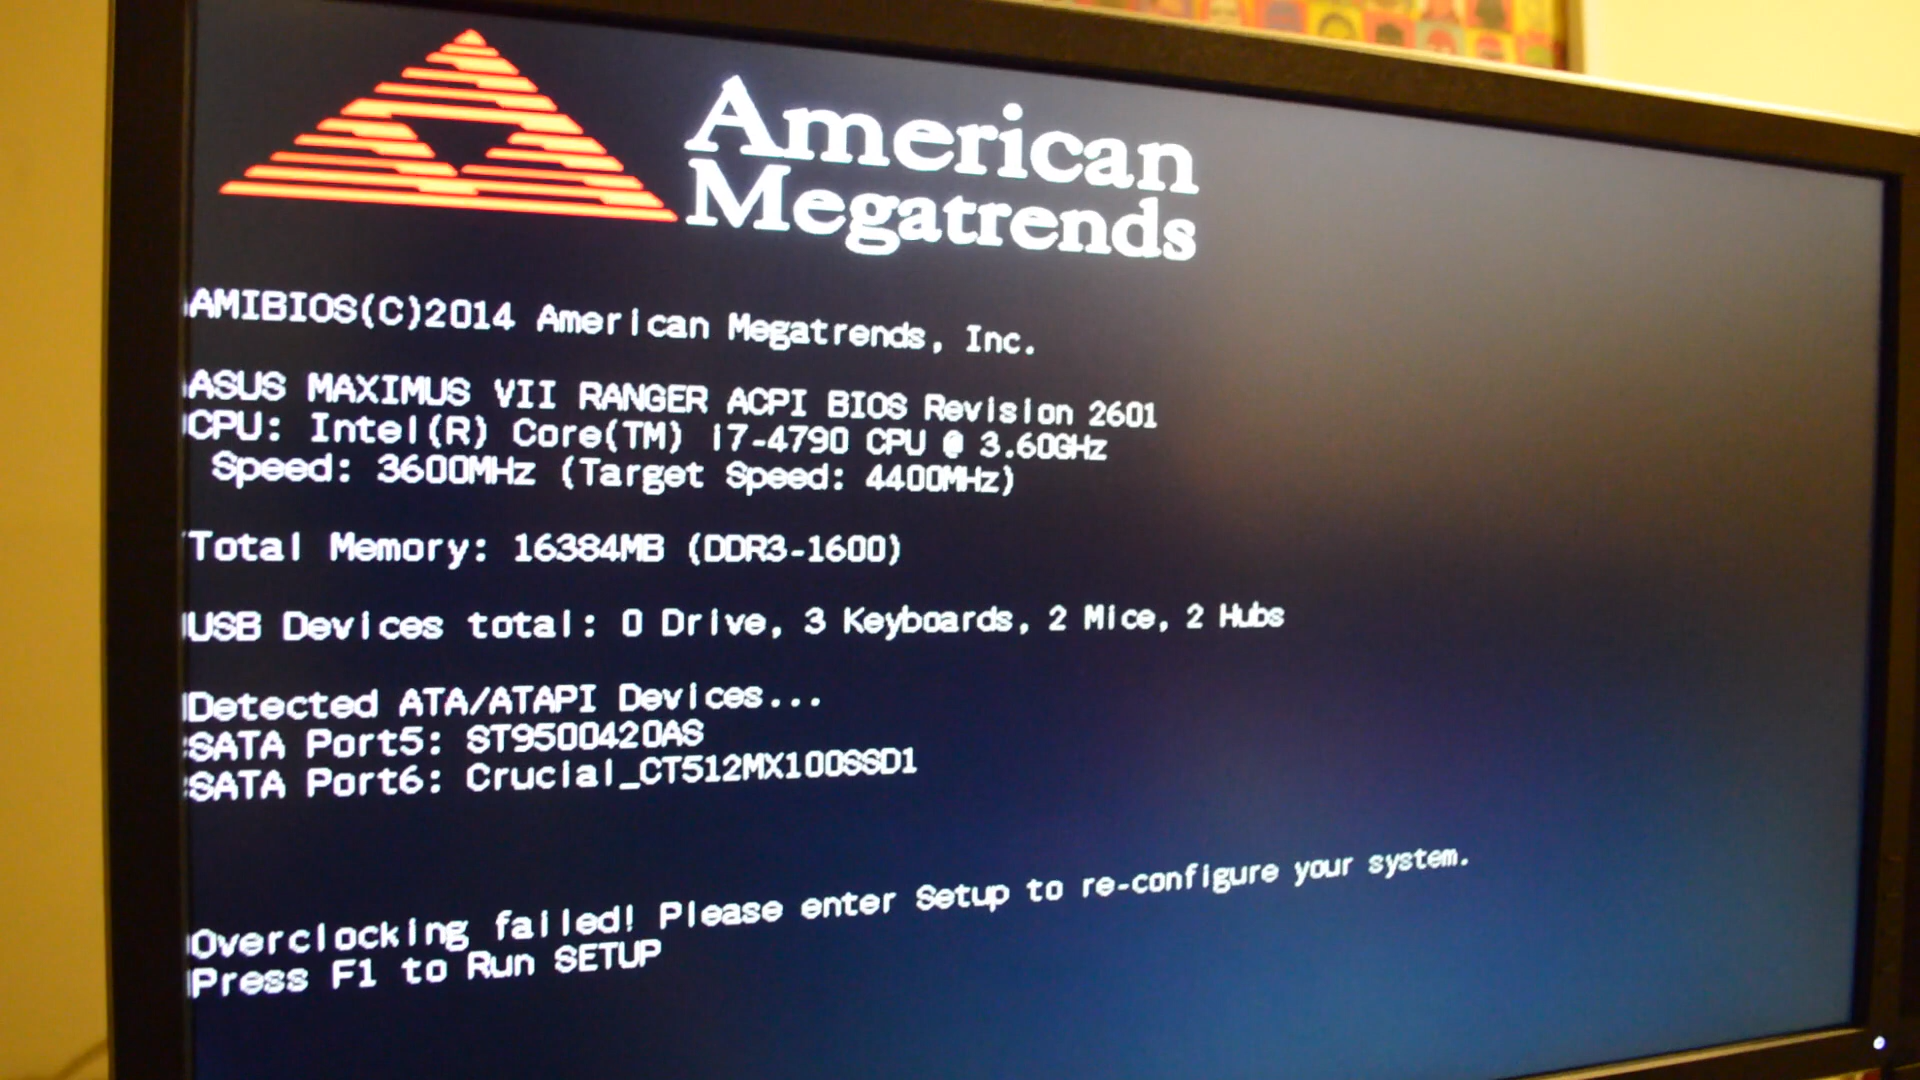 American
Megatrends
AMIBIOS(C)2014 American Megatrends, Inc.
ASUS MAXIMUS VII RANGER ACPI BIOS Revision 2601
CPU: Intel(R) Core(TM) i7-4790 CPU @ 3.60GHz
Speed: 3600MHz (Target Speed: 4400MHz)
Total Memory: 16384MB (DDR3-1600)
USB Devices total: 0 Drive, 3 Keyboards, 2 Mice, 2 Hubs
Detected ATA/ATAPI Devices...
SATA Port5: ST9500420AS
SATA Port6: Crucial_CT512MX100SSD1
Overclocking failed! Please enter Setup to re-configure your system.
Press F1 to Run SETUP